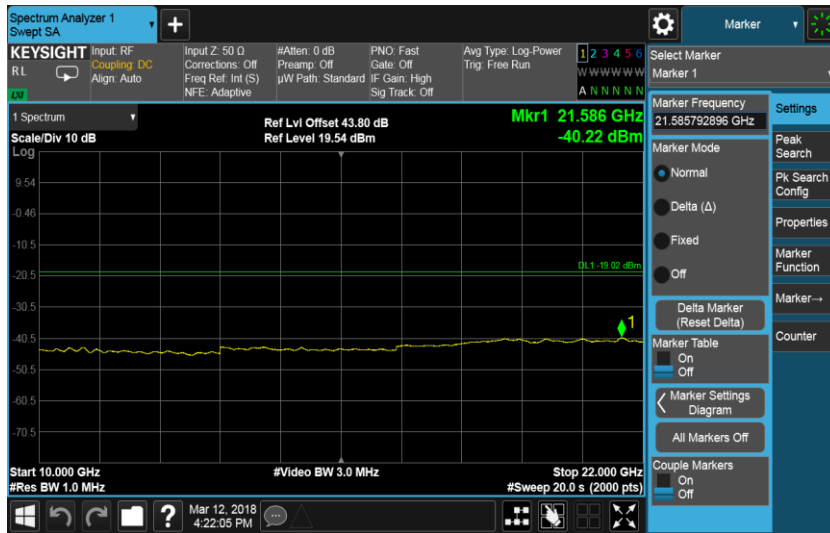 Spectrum Analyzer 1
Swept SA
+
Marker
KEYSIGHT
RL
LXI
Input: RF
Coupling: DC
Align: Auto
Input Z: 50 Ω
Corrections: Off
Freq Ref: Int (S)
NFE: Adaptive
#Atten: 0 dB
Preamp: Off
µW Path: Standard
PNO: Fast
Gate: Off
IF Gain: High
Sig Track: Off
Avg Type: Log-Power
Trig: Free Run
1 2 3 4 5 6
W W W W W W
A N N N N N
Select Marker
Marker 1
1 Spectrum
Scale/Div 10 dB
Log
Ref Lvl Offset 43.80 dB
Ref Level 19.54 dBm
Mkr1 21.586 GHz
-40.22 dBm
9.54
-0.46
-10.5
-20.5
-30.5
-40.5
-50.5
-60.5
-70.5
DL1 -19.02 dBm
1
Start 10.000 GHz
#Res BW 1.0 MHz
#Video BW 3.0 MHz
Stop 22.000 GHz
#Sweep 20.0 s (2000 pts)
Marker Frequency
21.585792896 GHz
Marker Mode
Normal
Delta (Δ)
Fixed
Off
Delta Marker
(Reset Delta)
Marker Table
On
Off
Marker Settings
Diagram
All Markers Off
Couple Markers
On
Off
Settings
Peak
Search
Pk Search
Config
Properties
Marker
Function
Marker→
Counter
?
Mar 12, 2018
4:22:05 PM